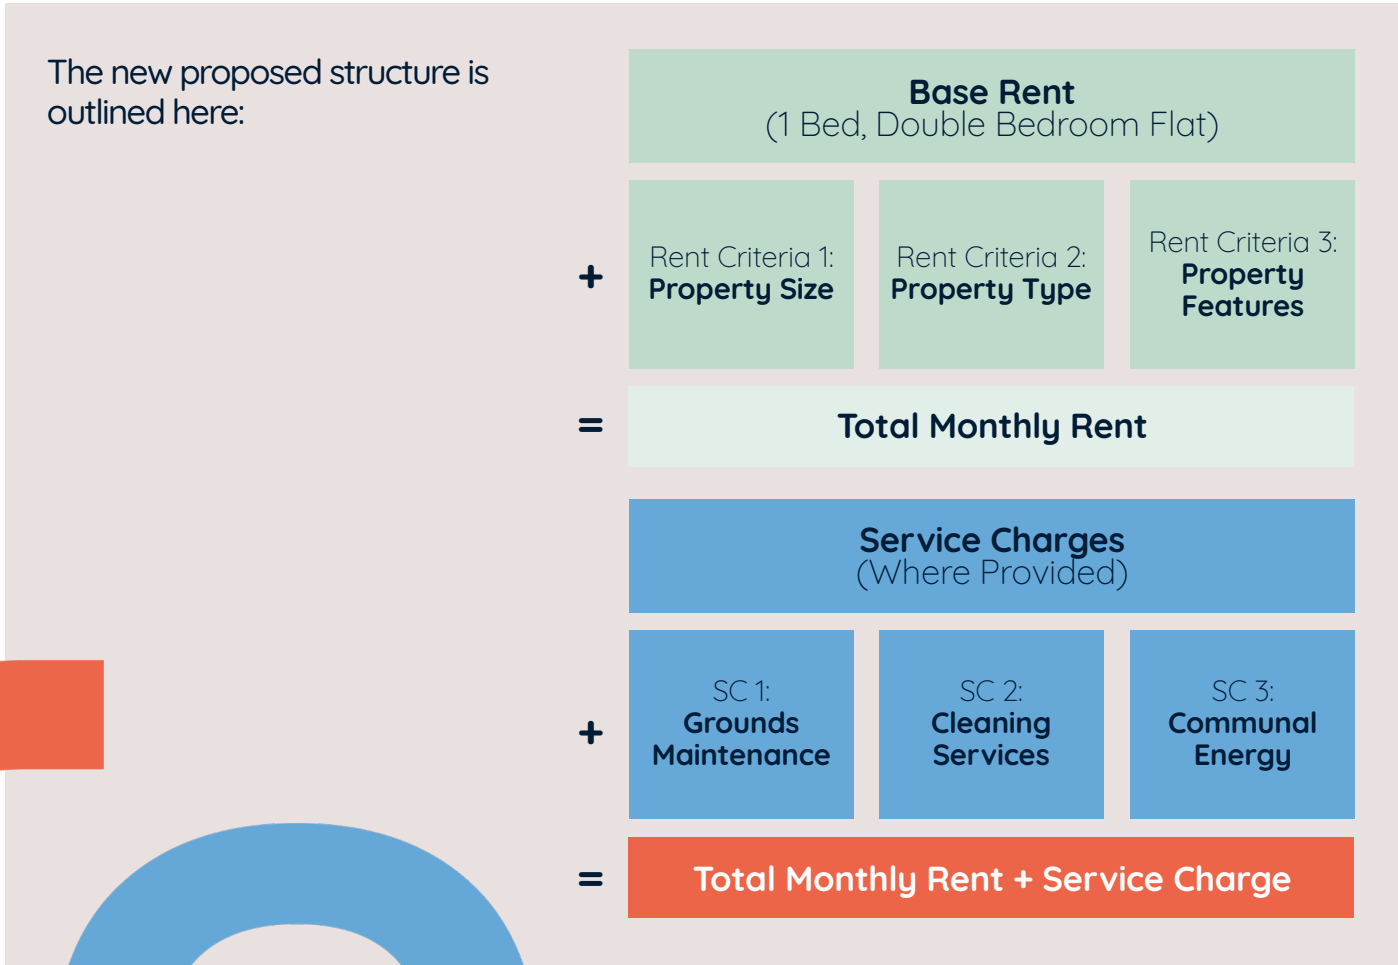 The new proposed structure is
outlined here:
Base Rent
(1 Bed, Double Bedroom Flat)
+
Rent Criteria 1:
Property Size
Rent Criteria 2:
Property Type
Rent Criteria 3:
Property
Features
=
Total Monthly Rent
Service Charges
(Where Provided)
+
SC 1:
Grounds
Maintenance
SC 2:
Cleaning
Services
SC 3:
Communal
Energy
=
Total Monthly Rent + Service Charge